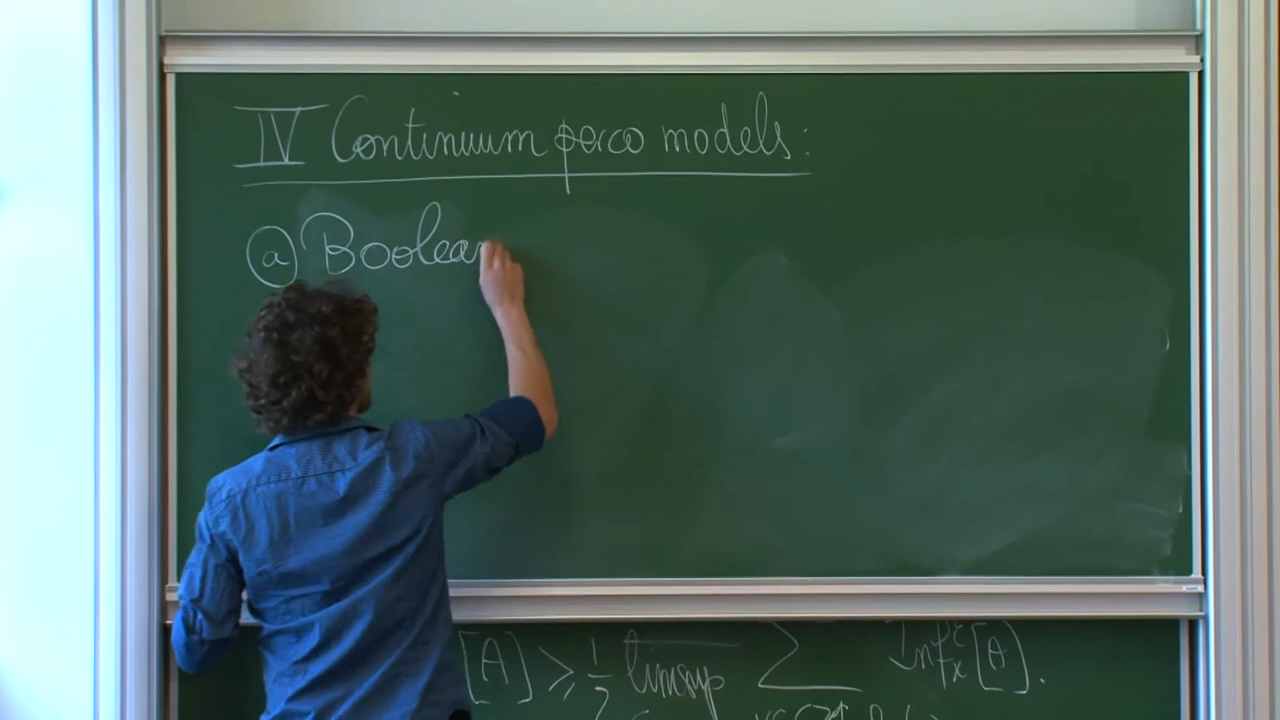 IV Continuum perco models:
ⓐ Boolean
[A] ⩾ 1/2 limsup ∑ Inf_x^c[A].